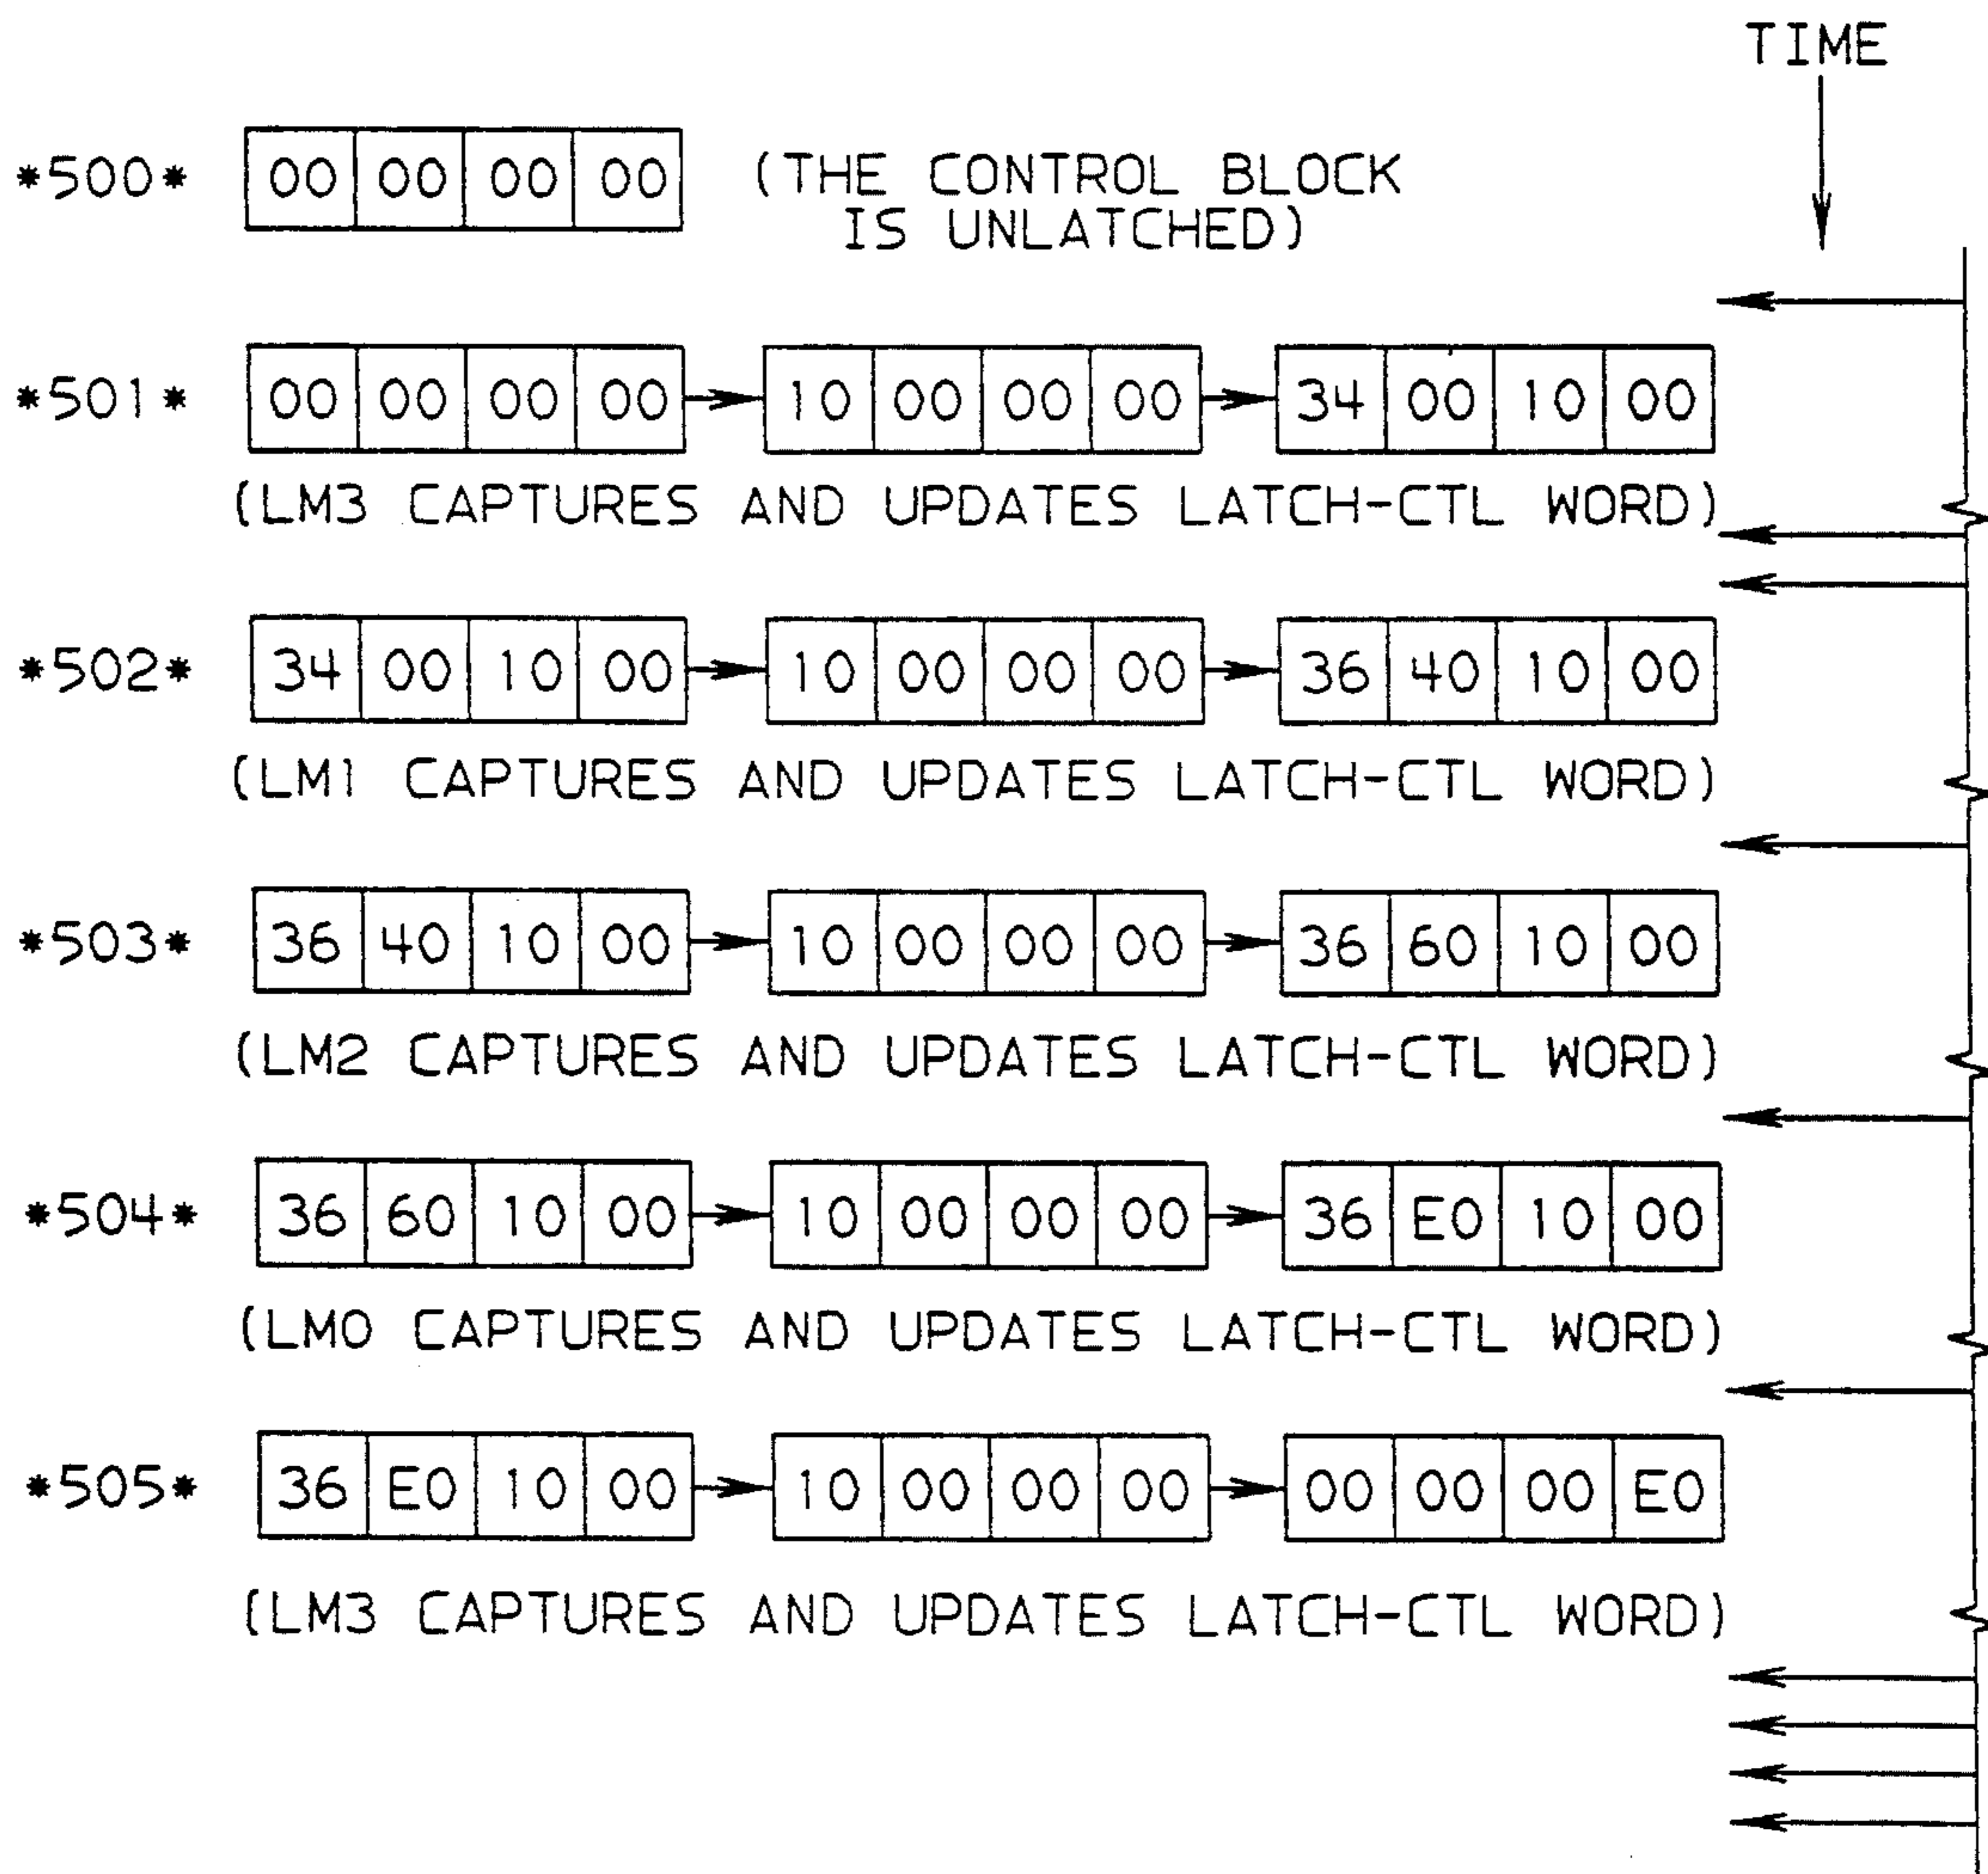 TIME
*500* 00 00 00 00 (THE CONTROL BLOCK
IS UNLATCHED)
*501* 00 00 00 00 10 00 00 00 34 00 10 00
(LM3 CAPTURES AND UPDATES LATCH-CTL WORD)
*502* 34 00 10 00 10 00 00 00 36 40 10 00
(LM1 CAPTURES AND UPDATES LATCH-CTL WORD)
*503* 36 40 10 00 10 00 00 00 36 60 10 00
(LM2 CAPTURES AND UPDATES LATCH-CTL WORD)
*504* 36 60 10 00 10 00 00 00 36 E0 10 00
(LM0 CAPTURES AND UPDATES LATCH-CTL WORD)
*505* 36 E0 10 00 10 00 00 00 00 00 00 E0
(LM3 CAPTURES AND UPDATES LATCH-CTL WORD)